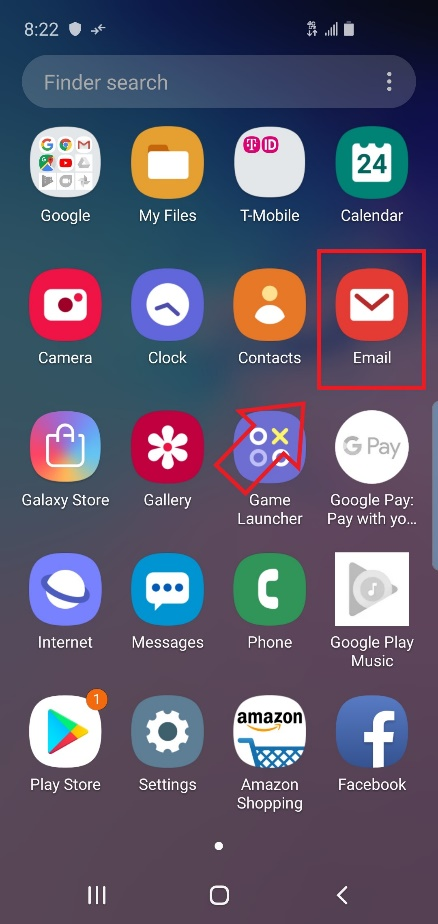 8:22
4G
Finder search
Google
My Files
T ID
T-Mobile
24
Calendar
Camera
Clock
Contacts
Email
Galaxy Store
Gallery
Game
Launcher
G Pay
Google Pay:
Pay with yo...
Internet
Messages
Phone
Google Play
Music
1
Play Store
Settings
amazon
Amazon
Shopping
f
Facebook